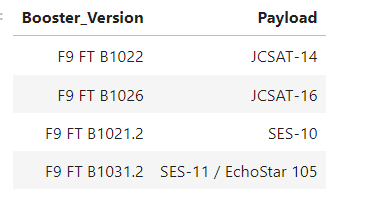 Booster_Version Payload
F9 FT B1022 JCSAT-14
F9 FT B1026 JCSAT-16
F9 FT B1021.2 SES-10
F9 FT B1031.2 SES-11 / EchoStar 105